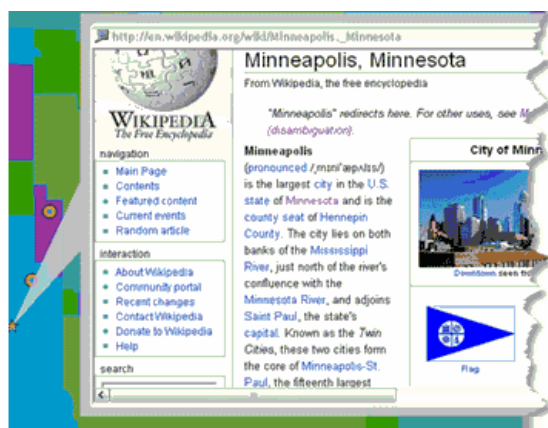 http://en.wikipedia.org/wiki/Minneapolis,_Minnesota
WIKIPEDIA
The Free Encyclopedia
navigation
Main Page
Contents
Featured content
Current events
Random article
interaction
About Wikipedia
Community portal
Recent changes
Contact Wikipedia
Donate to Wikipedia
Help
search
Minneapolis, Minnesota
From Wikipedia, the free encyclopedia
"Minneapolis" redirects here. For other uses, see
(disambiguation).
Minneapolis
(pronounced
is the largest city in the U.S.
state of Minnesota and is the
county seat of Hennepin
County. The city lies on both
banks of the Mississippi
River, just north of the river's
confluence with the
Minnesota River, and adjoins
Saint Paul, the state's
capital. Known as the Twin
Cities, these two cities form
the core of Minneapolis-St.
Paul, the fifteenth largest
City of Minn
Downtown seen
Flag